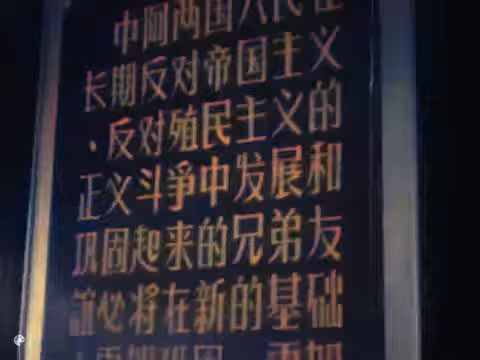 中阿两国人民在
长期反对帝国主义
、反对殖民主义的
正义斗争中发展和
巩固起来的兄弟友
谊必将在新的基础